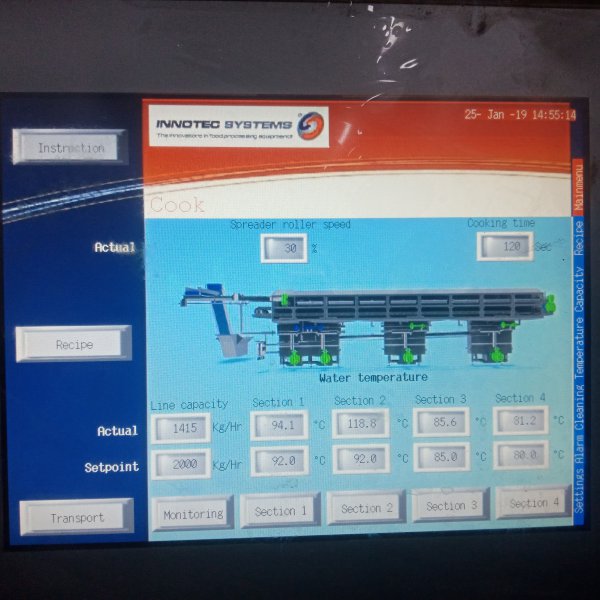 25- Jan -19 14:55:14
INNOTEC SYSTEMS
The innovations in food processing equipment
Instruction
Mainmenu
Cook
Spreader roller speed
Cooking time
Actual
30 %
120 Sec
Recipe
Recipe
Capacity
Temperature
Cleaning
Alarm
Settings
Water temperature
Line capacity Section 1 Section 2 Section 3 Section 4
Actual 1415 Kg/Hr 94.1 °C 118.8 °C 85.6 °C 81.2 °C
Setpoint 2000 Kg/Hr 92.0 °C 92.0 °C 85.0 °C 80.0 °C
Transport Monitoring Section 1 Section 2 Section 3 Section 4